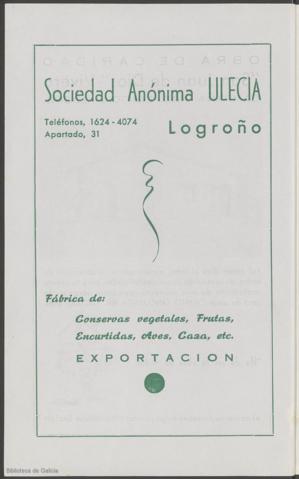 Sociedad Anónima ULECIA
Teléfonos, 1624 - 4074
Apartado, 31
Logroño
Fábrica de:
Conservas vegetales, Frutas,
Encurtidas, Aves, Caza, etc.
EXPORTACION
Biblioteca de Galicia